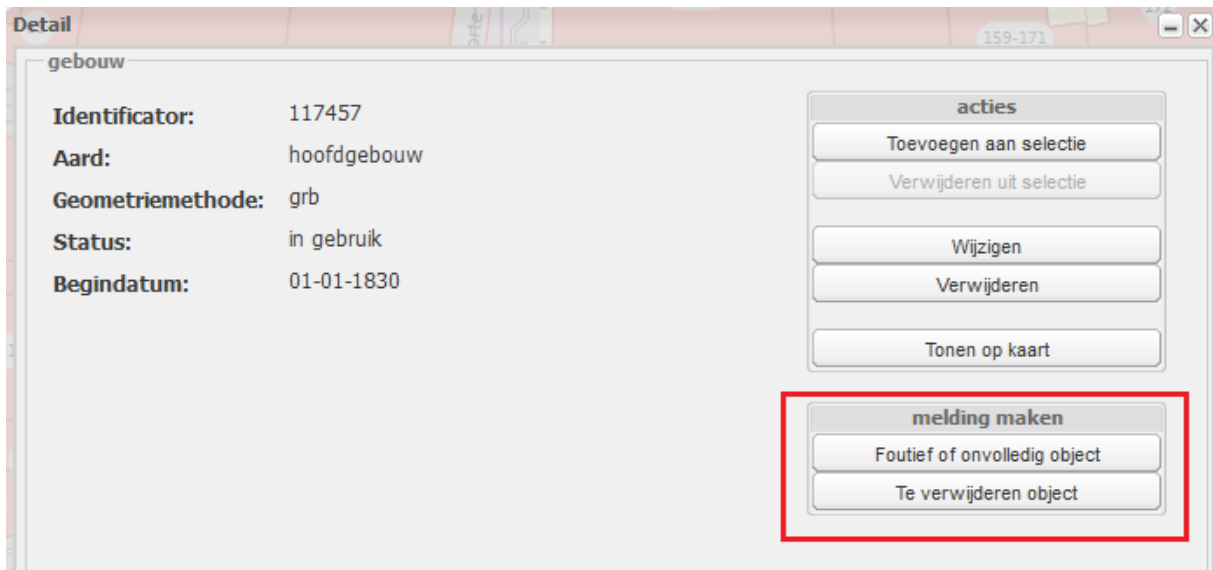 Detail
159-171
gebouw
Identificator: 117457
Aard: hoofdgebouw
Geometriemethode: grb
Status: in gebruik
Begindatum: 01-01-1830
acties
Toevoegen aan selectie
Verwijderen uit selectie
Wijzigen
Verwijderen
Tonen op kaart
melding maken
Foutief of onvolledig object
Te verwijderen object